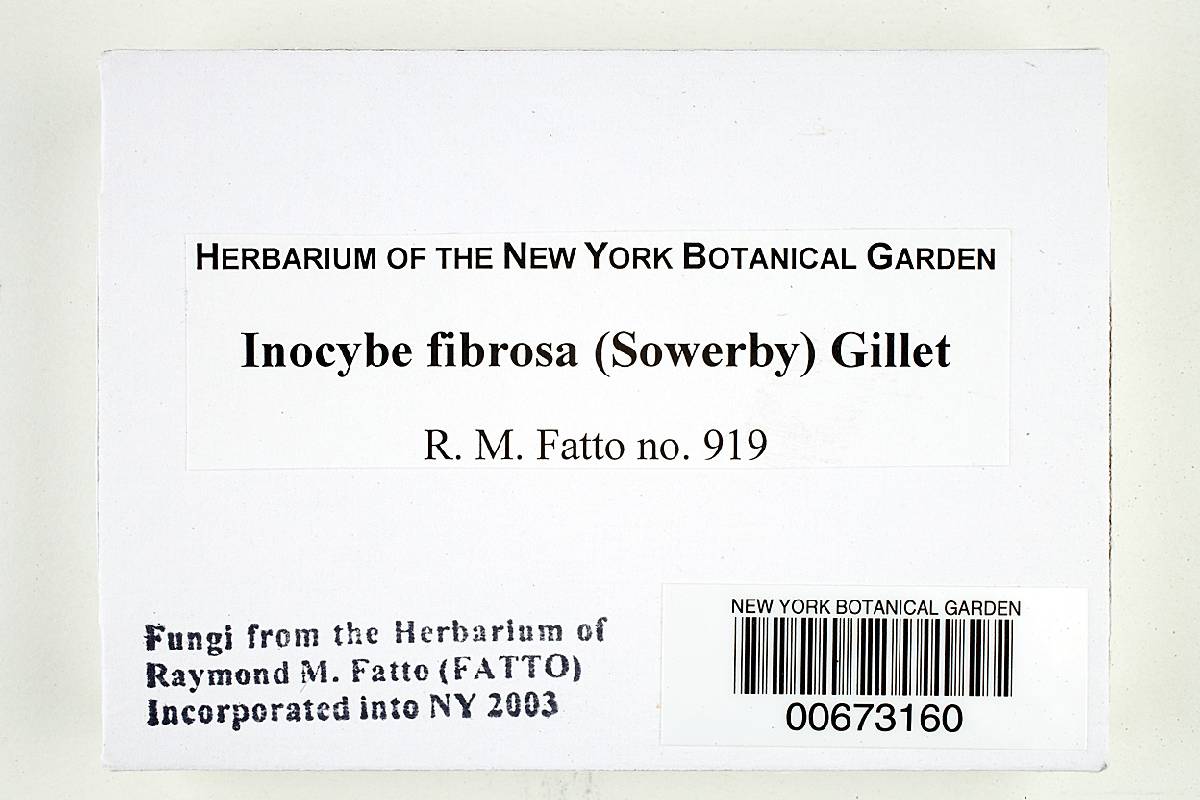 HERBARIUM OF THE NEW YORK BOTANICAL GARDEN
Inocybe fibrosa (Sowerby) Gillet
R. M. Fatto no. 919
Fungi from the Herbarium of
Raymond M. Fatto (FATTO)
Incorporated into NY 2003
NEW YORK BOTANICAL GARDEN
00673160